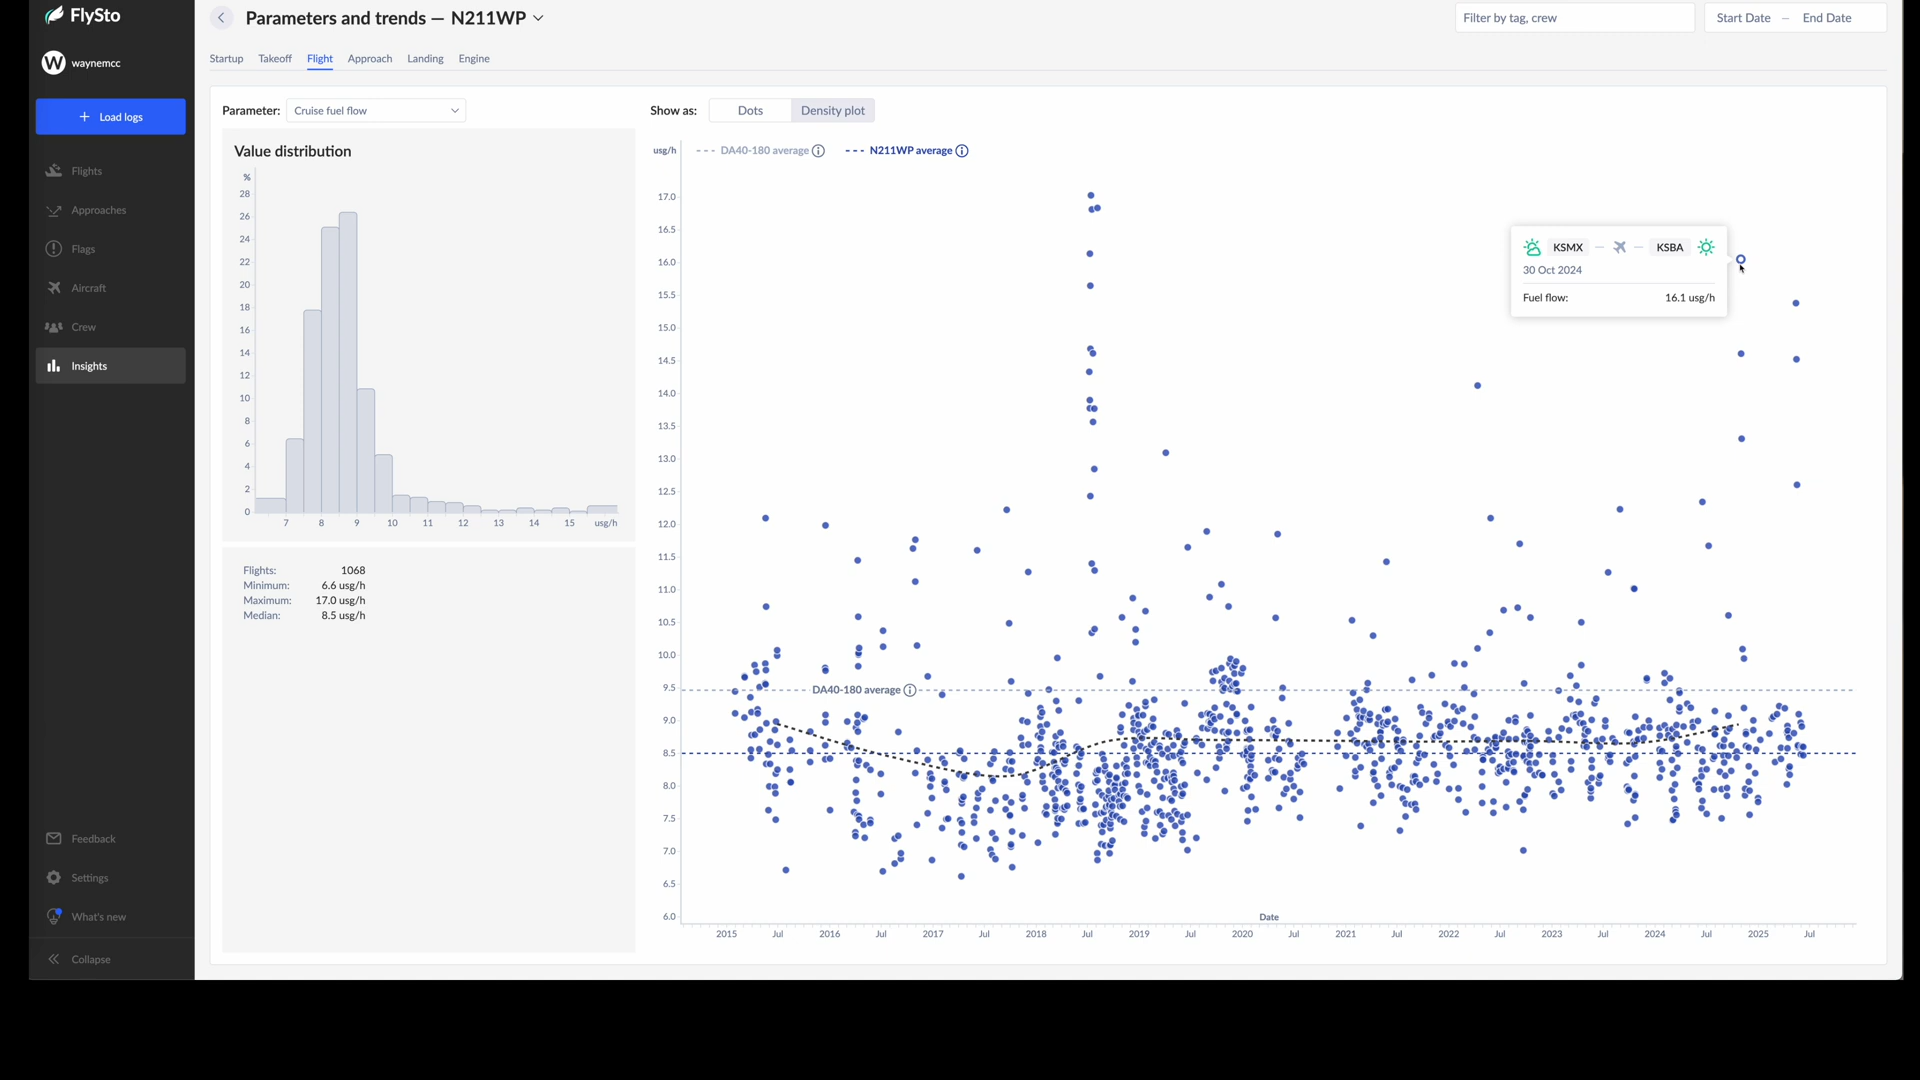 FlySto
Parameters and trends — N211WP
Filter by tag, crew
Start Date – End Date
W waynemcc
Startup Takeoff Flight Approach Landing Engine
+ Load logs
Flights
Approaches
Flags
Aircraft
Crew
Insights
Feedback
Settings
What's new
Collapse
Parameter: Cruise fuel flow
Show as: Dots Density plot
Value distribution
%
28
26
24
22
20
18
16
14
12
10
8
6
4
2
0
7 8 9 10 11 12 13 14 15 usg/h
Flights: 1068
Minimum: 6.6 usg/h
Maximum: 17.0 usg/h
Median: 8.5 usg/h
usg/h
DA40-180 average
N211WP average
17.0
16.5
16.0
15.5
15.0
14.5
14.0
13.5
13.0
12.5
12.0
11.5
11.0
10.5
10.0
9.5
9.0
8.5
8.0
7.5
7.0
6.5
6.0
KSMX — KSBA
30 Oct 2024
Fuel flow: 16.1 usg/h
DA40-180 average
Date
2015 Jul 2016 Jul 2017 Jul 2018 Jul 2019 Jul 2020 Jul 2021 Jul 2022 Jul 2023 Jul 2024 Jul 2025 Jul